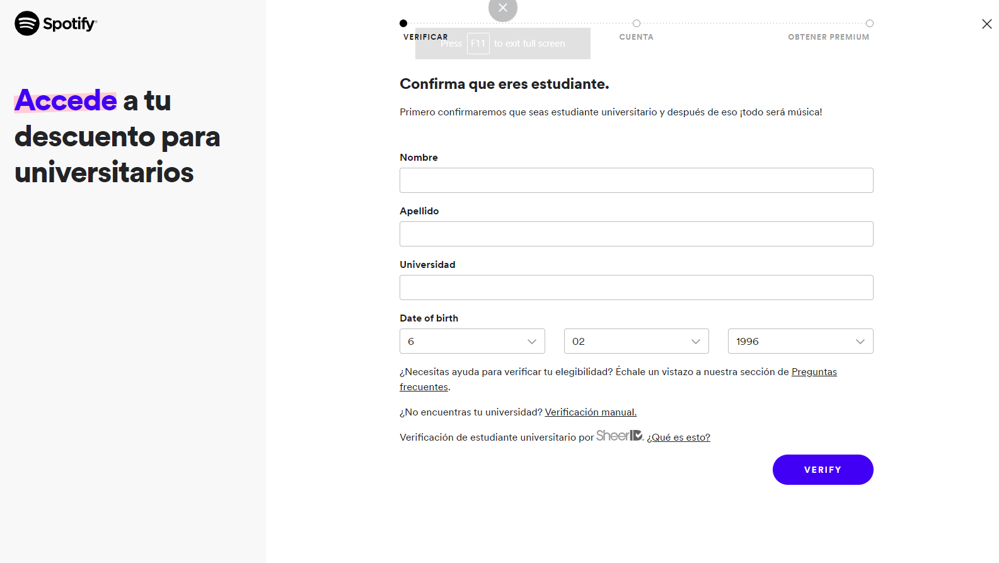 Spotify
Accede a tu
descuento para
universitarios
VERIFICAR
CUENTA
OBTENER PREMIUM
Press F11 to exit full screen
Confirma que eres estudiante.
Primero confirmaremos que seas estudiante universitario y después de eso ¡todo será música!
Nombre
Apellido
Universidad
Date of birth
6
02
1996
¿Necesitas ayuda para verificar tu elegibilidad? Échale un vistazo a nuestra sección de Preguntas
frecuentes.
¿No encuentras tu universidad? Verificación manual.
Verificación de estudiante universitario por SheerID ¿Qué es esto?
VERIFY